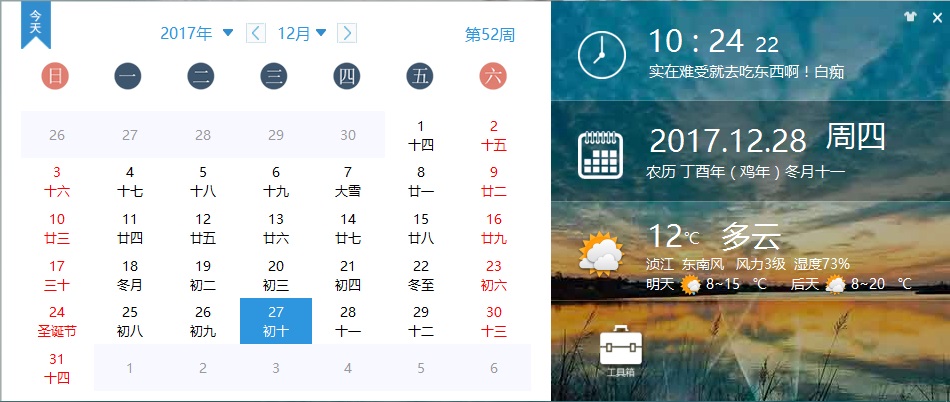 今天
2017年 12月 第52周
日 一 二 三 四 五 六
26 27 28 29 30 1 2
十四 十五
3 4 5 6 7 8 9
十六 十七 十八 十九 大雪 廿一 廿二
10 11 12 13 14 15 16
廿三 廿四 廿五 廿六 廿七 廿八 廿九
17 18 19 20 21 22 23
三十 冬月 初二 初三 初四 冬至 初六
24 25 26 27 28 29 30
圣诞节 初八 初九 初十 十一 十二 十三
31 1 2 3 4 5 6
十四
10 : 24 22
实在难受就去吃东西啊！白痴
2017.12.28 周四
农历 丁酉年（鸡年）冬月十一
12℃ 多云
浈江 东南风 风力3级 湿度73%
明天 8~15 ℃ 后天 8~20 ℃
工具箱